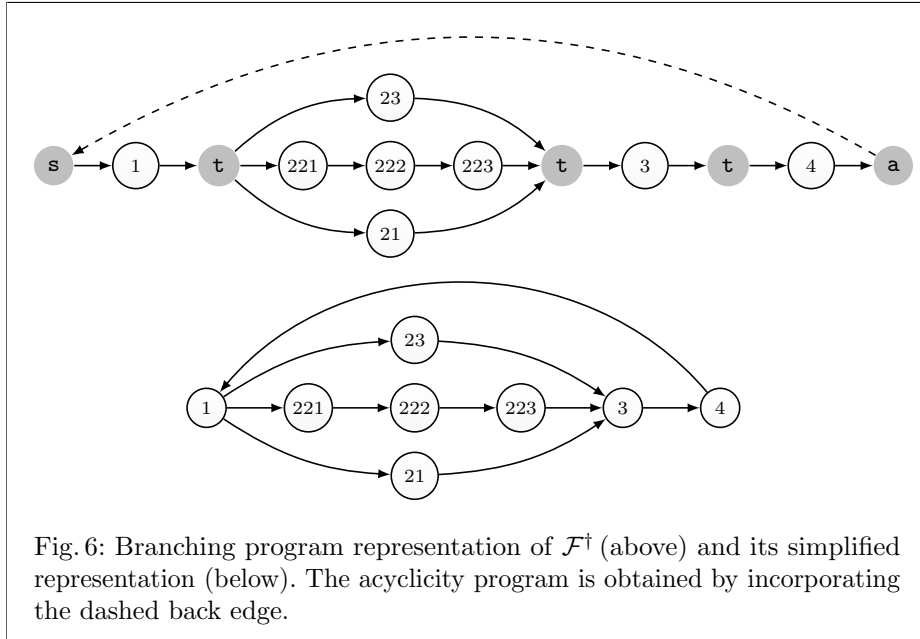 23
s 1 t 221 222 223 t 3 t 4 a
21
23
1 221 222 223 3 4
21
Fig. 6: Branching program representation of 𝓕† (above) and its simplified
representation (below). The acyclicity program is obtained by incorporating
the dashed back edge.